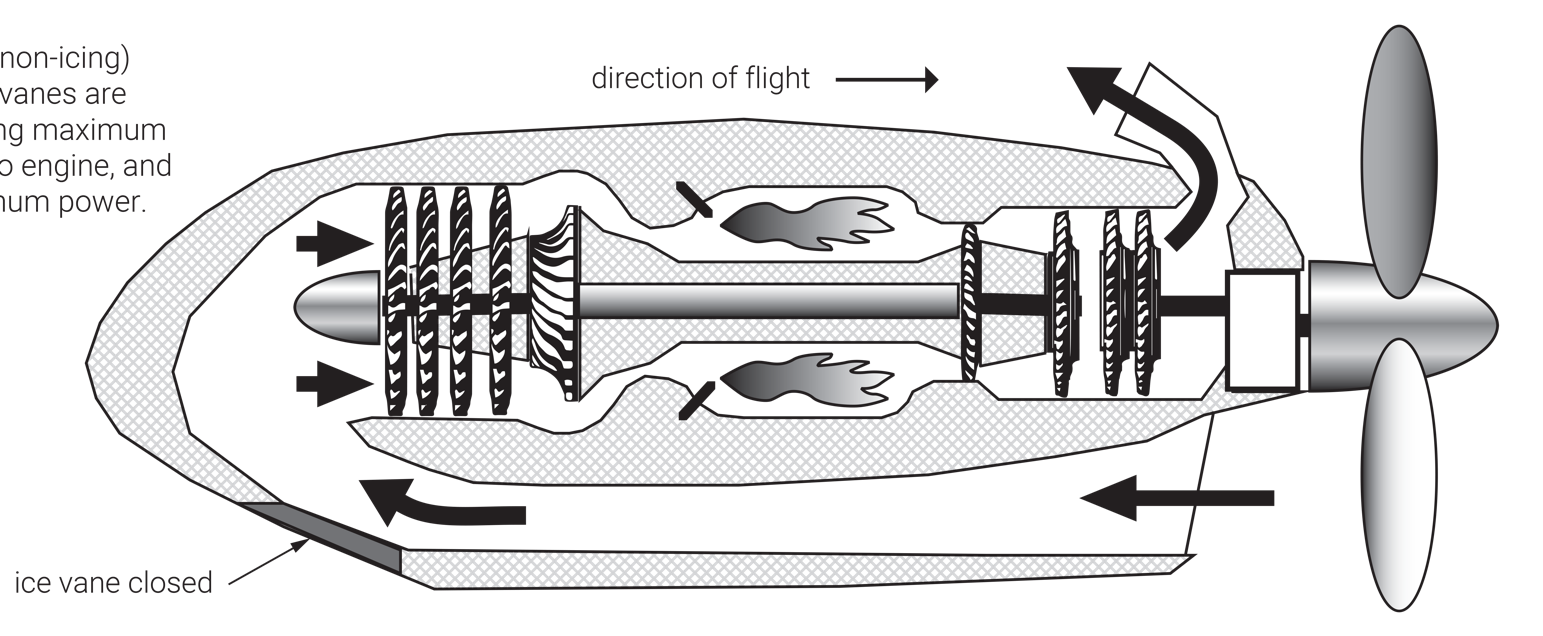 non-icing)
vanes are
ng maximum
o engine, and
num power.
direction of flight
ice vane closed